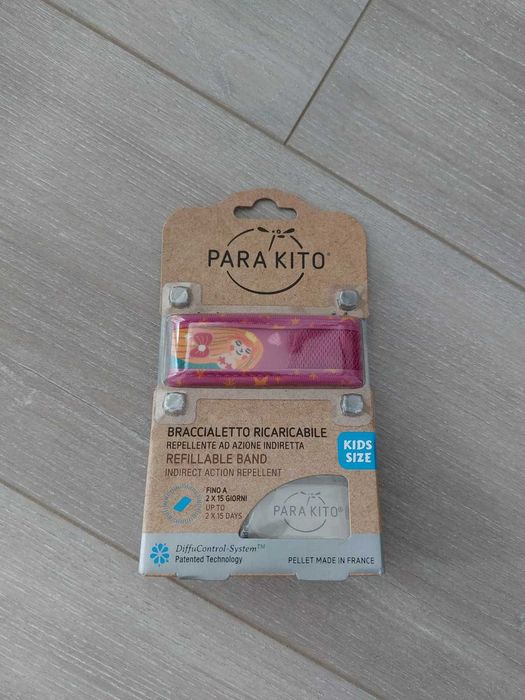 PARA KITO®
BRACCIALETTO RICARICABILE
REPELLENTE AD AZIONE INDIRETTA
REFILLABLE BAND
INDIRECT ACTION REPELLENT
KIDS
SIZE
FINO A
2 X 15 GIORNI
UP TO
2 X 15 DAYS
PARA KITO®
DiffuControl-System™
Patented Technology
PELLET MADE IN FRANCE